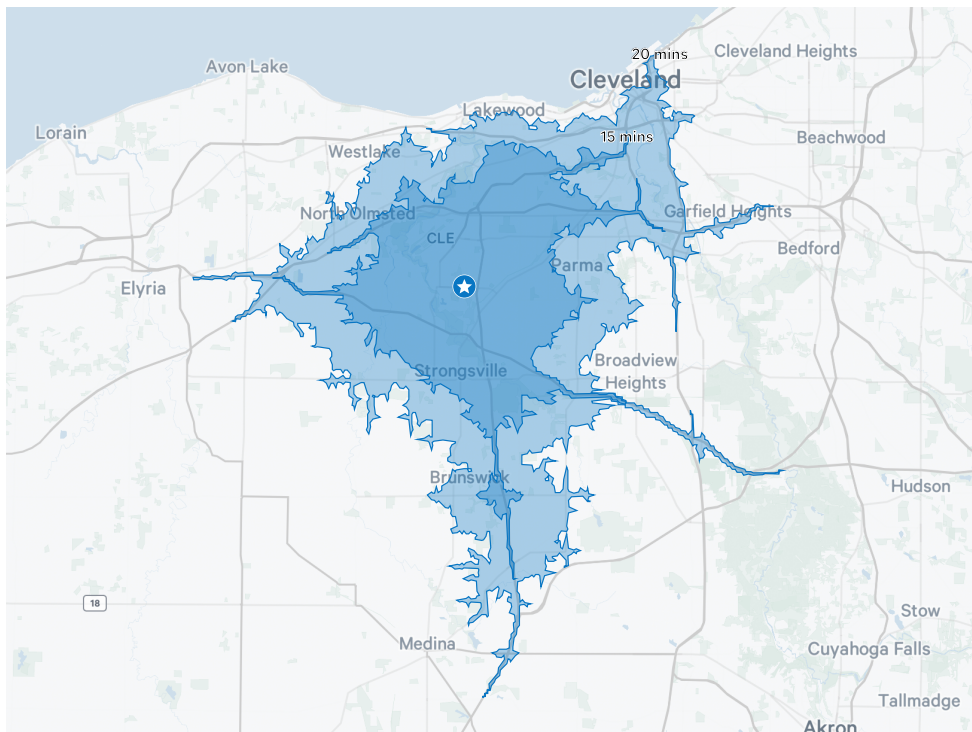 20 mins
Cleveland Heights
Avon Lake
Cleveland
Lakewood
Lorain
15 mins
Beachwood
Westlake
North Olmsted
Garfield Heights
CLE
Bedford
Parma
Elyria
Broadview
Heights
Strongsville
Brunswick
Hudson
18
Stow
Medina
Cuyahoga Falls
Tallmadge
Akron